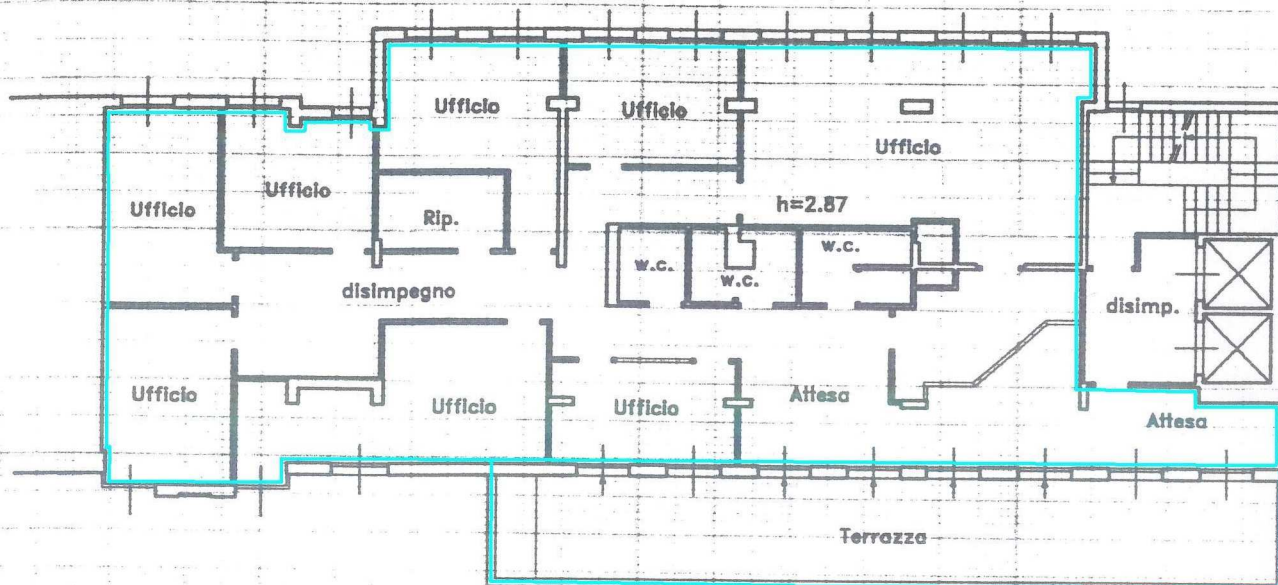 Ufficio
Ufficio
Ufficio
Ufficio
Ufficio
Rip.
h=2.87
w.c.
w.c.
w.c.
disimpegno
disimp.
Ufficio
Ufficio
Ufficio
Attesa
Attesa
Terrazza